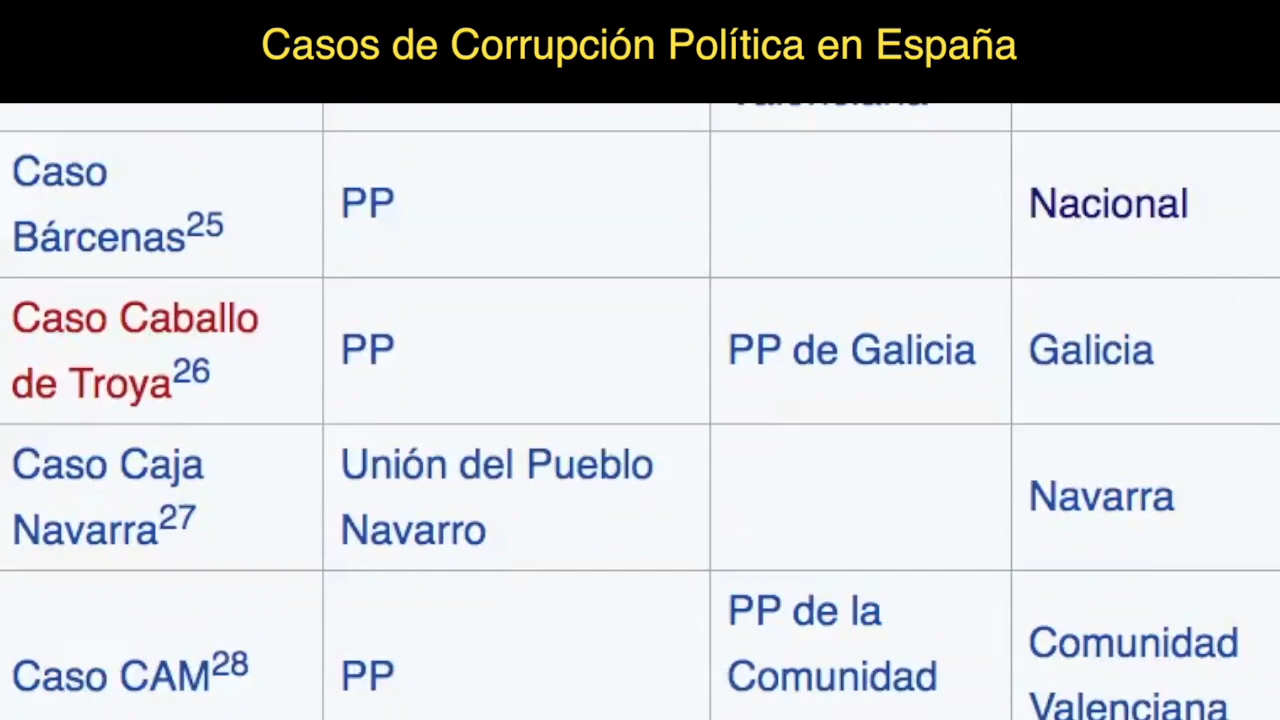 Casos de Corrupción Política en España
Caso
Bárcenas25
PP
Nacional
Caso Caballo
de Troya26
PP
PP de Galicia
Galicia
Caso Caja
Navarra27
Unión del Pueblo
Navarro
Navarra
Caso CAM28
PP
PP de la
Comunidad
Comunidad
Valenciana